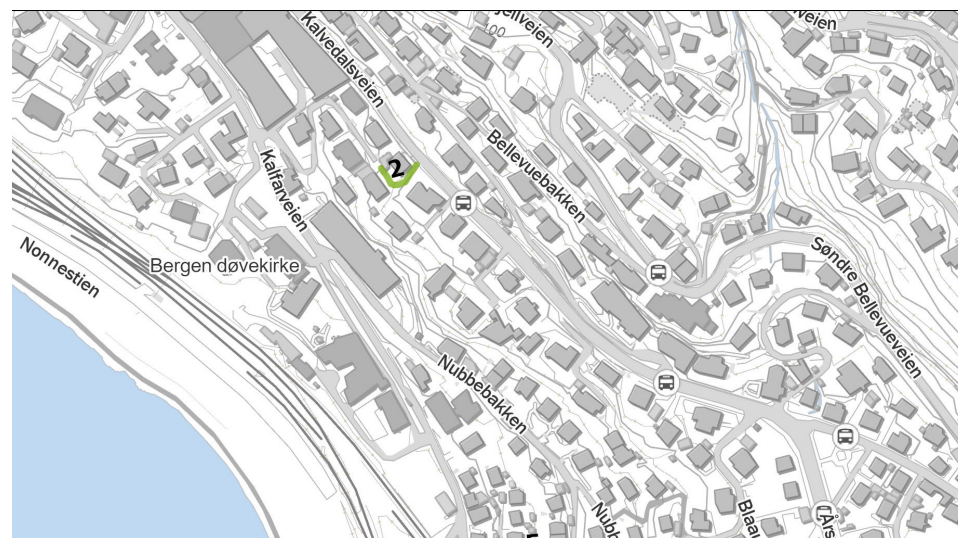 Kalvedalsveien
Bellevuebakken
2
Kalfarveien
Nonnestien
Bergen døvekirke
Søndre Bellevueveien
Nubbebakken